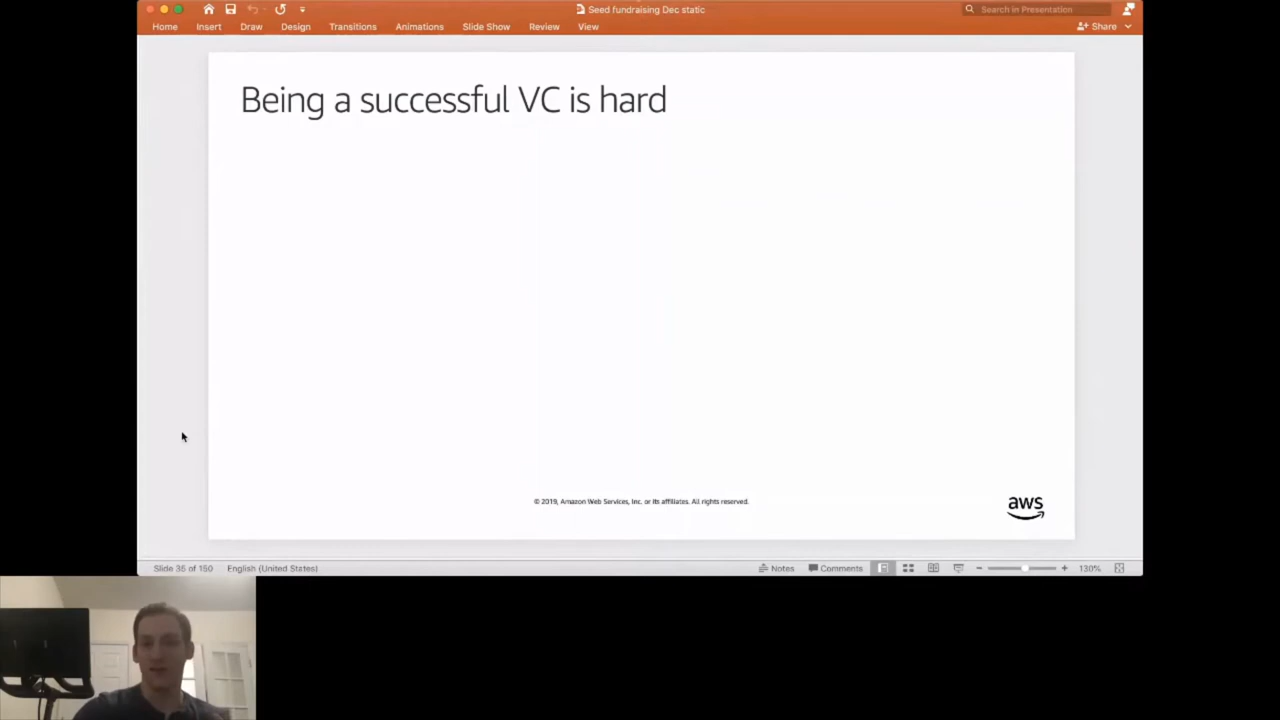 Seed fundraising Dec static
Search in Presentation
Home Insert Draw Design Transitions Animations Slide Show Review View Share
Being a successful VC is hard
© 2019, Amazon Web Services, Inc. or its affiliates. All rights reserved.
aws
Slide 36 of 150 English (United States) Notes Comments 130%